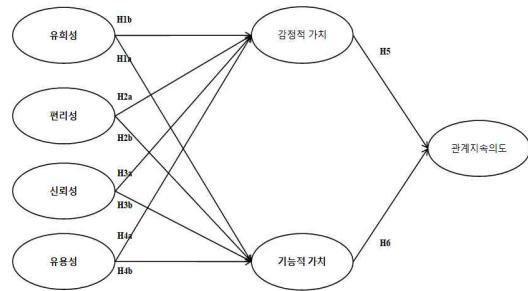 유희성
H1b
H1a
감정적 가치
H5
편리성
H2a
H2b
관계지속의도
신뢰성
H3a
H3b
유용성
H4a
H4b
기능적 가치
H6